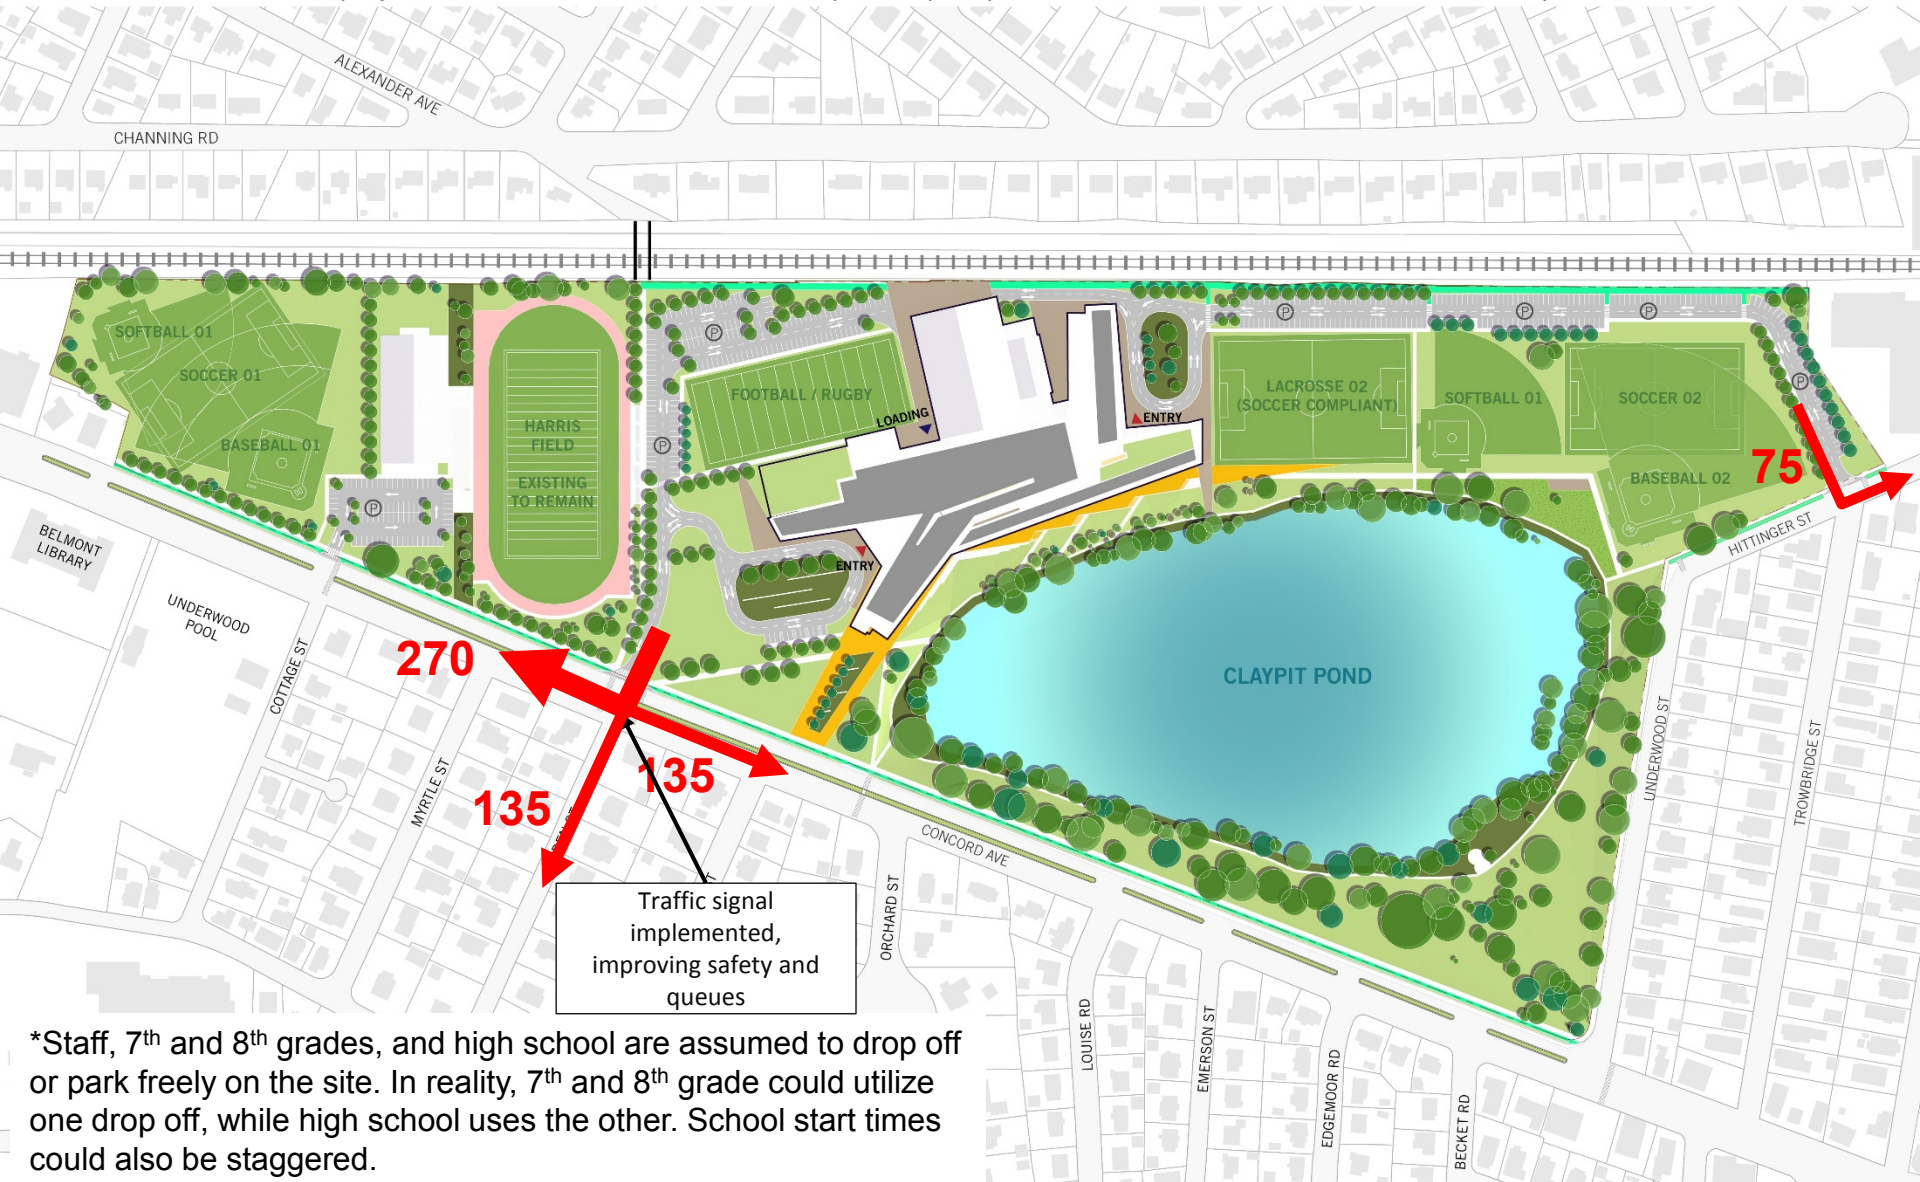 ALEXANDER AVE
CHANNING RD
SOFTBALL 01
SOCCER 01
BASEBALL 01
HARRIS
FIELD
EXISTING
TO REMAIN
P
P
P
FOOTBALL / RUGBY
LOADING
ENTRY
ENTRY
P
P
P
P
LACROSSE 02
(SOCCER COMPLIANT)
SOFTBALL 01
SOCCER 02
BASEBALL 02
75
HITTINGER ST
BELMONT
LIBRARY
UNDERWOOD
POOL
COTTAGE ST
MYRTLE ST
270
135
135
CLAYPIT POND
CONCORD AVE
ORCHARD ST
UNDERWOOD ST
TROWBRIDGE ST
LOUISE RD
EMERSON ST
EDGEMOOR RD
BECKET RD
Traffic signal
implemented,
improving safety and
queues
*Staff, 7th and 8th grades, and high school are assumed to drop off
or park freely on the site. In reality, 7th and 8th grade could utilize
one drop off, while high school uses the other. School start times
could also be staggered.